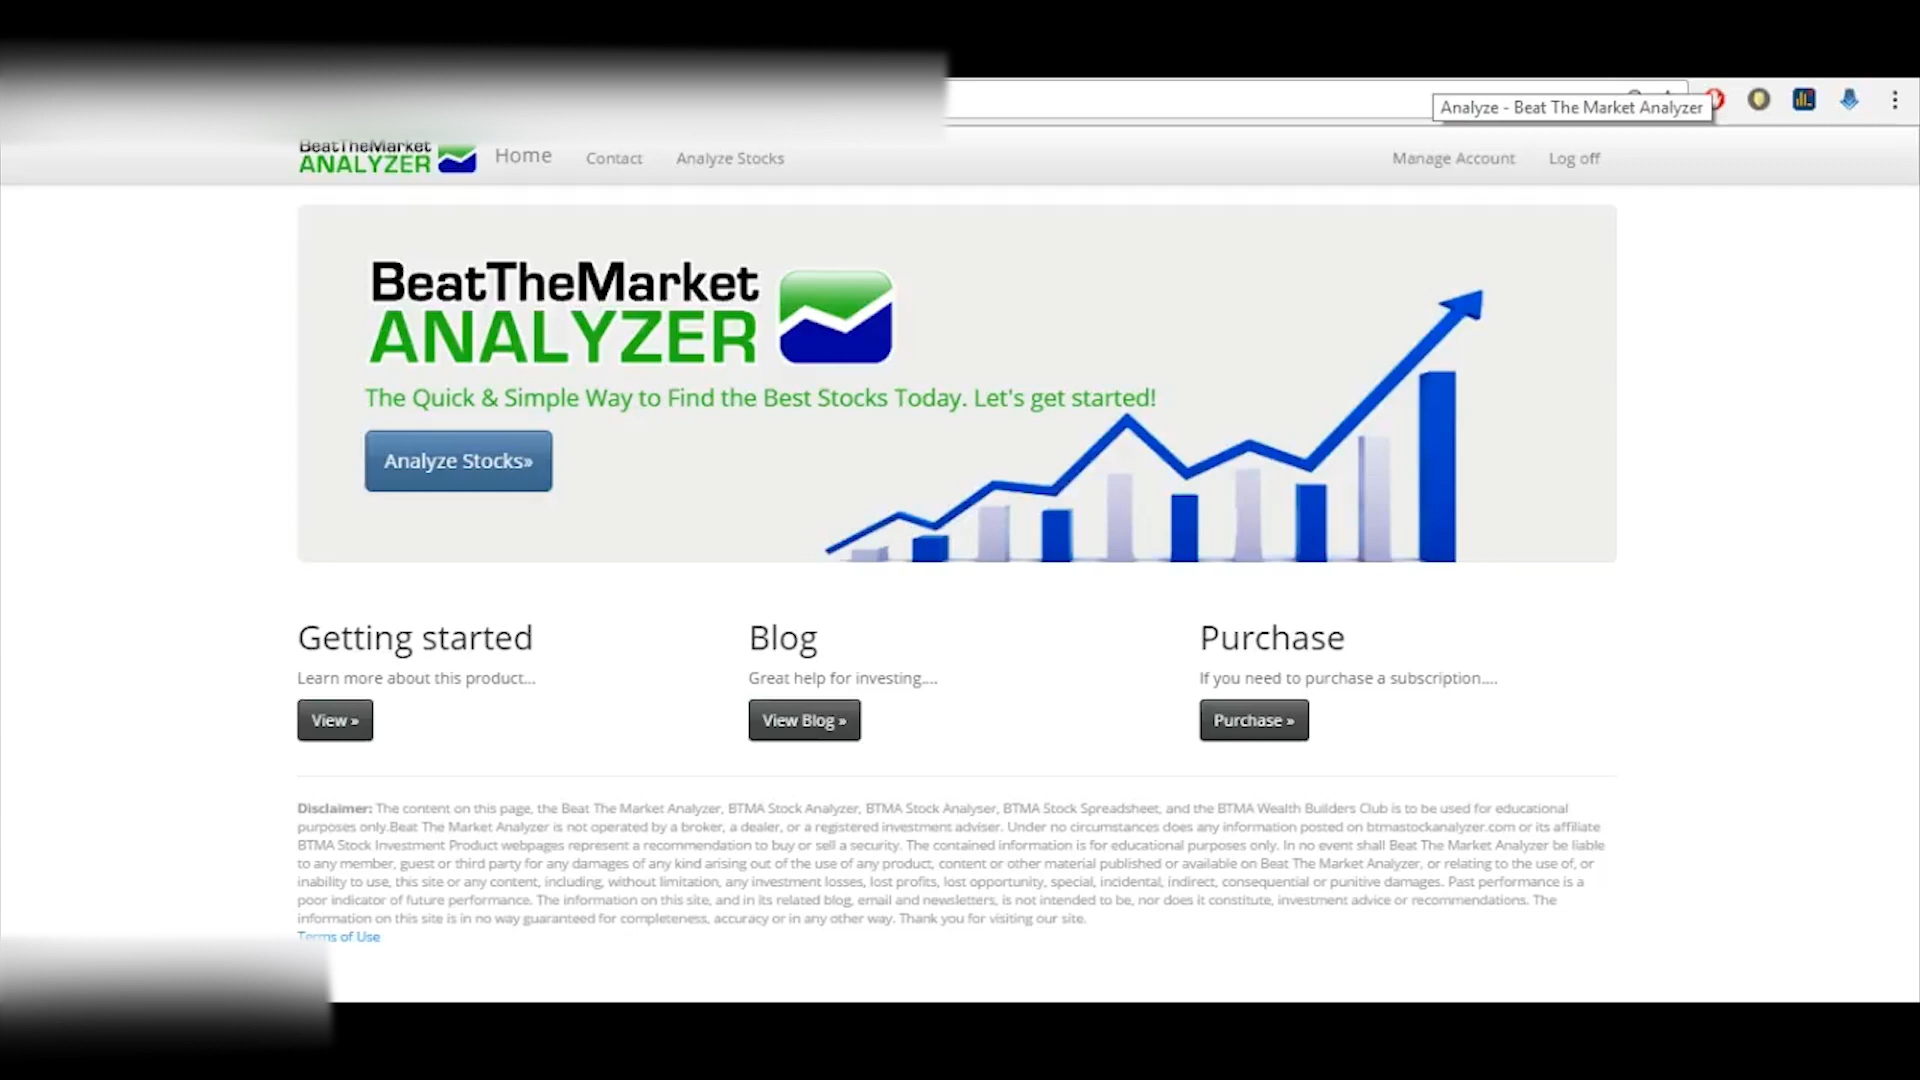 Analyze - Beat The Market Analyzer
BeatTheMarket
ANALYZER
Home
Contact
Analyze Stocks
Manage Account
Log off
BeatTheMarket
ANALYZER
The Quick & Simple Way to Find the Best Stocks Today. Let's get started!
Analyze Stocks»
Getting started
Learn more about this product...
View »
Blog
Great help for investing....
View Blog »
Purchase
If you need to purchase a subscription....
Purchase »
Disclaimer: The content on this page, the Beat The Market Analyzer, BTMA Stock Analyzer, BTMA Stock Analyser, BTMA Stock Spreadsheet, and the BTMA Wealth Builders Club is to be used for educational
purposes only.Beat The Market Analyzer is not operated by a broker, a dealer, or a registered investment adviser. Under no circumstances does any information posted on btmastockanalyzer.com or its affiliate
BTMA Stock Investment Product webpages represent a recommendation to buy or sell a security. The contained information is for educational purposes only. In no event shall Beat The Market Analyzer be liable
to any member, guest or third party for any damages of any kind arising out of the use of any product, content or other material published or available on Beat The Market Analyzer, or relating to the use of, or
inability to use, this site or any content, including, without limitation, any investment losses, lost profits, lost opportunity, special, incidental, indirect, consequential or punitive damages. Past performance is a
poor indicator of future performance. The information on this site, and in its related blog, email and newsletters, is not intended to be, nor does it constitute, investment advice or recommendations. The
information on this site is in no way guaranteed for completeness, accuracy or in any other way. Thank you for visiting our site.
Terms of Use